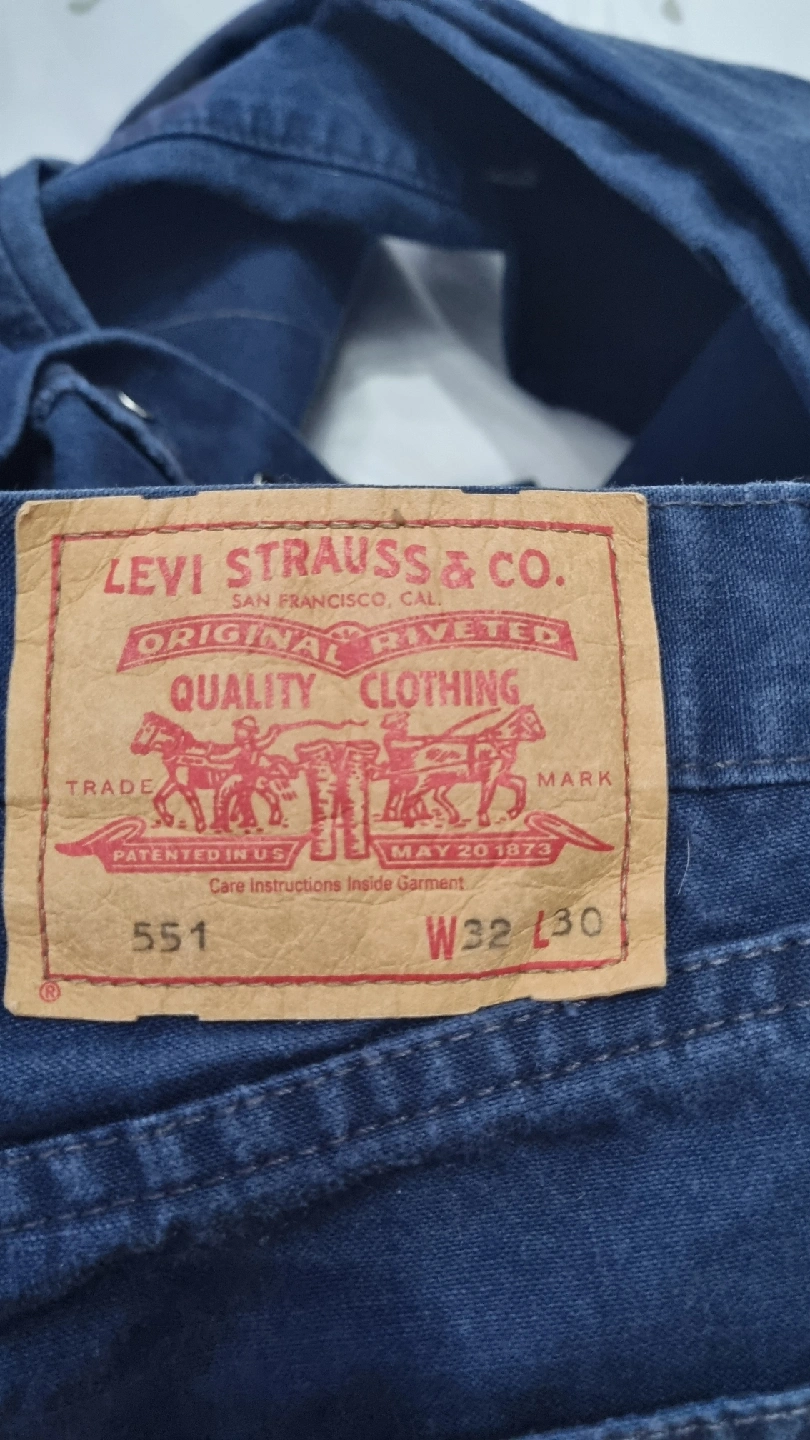 LEVI STRAUSS & CO.
SAN FRANCISCO, CAL.
ORIGINAL RIVETED
QUALITY CLOTHING
TRADE MARK
PATENTED IN US MAY 20 1873
Care Instructions Inside Garment
551 W32 L30
®